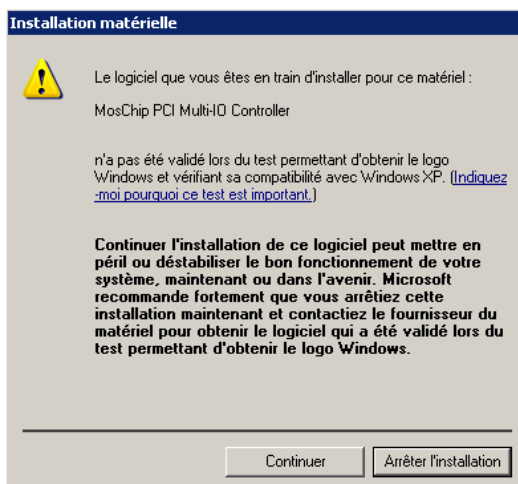 Installation matérielle
Le logiciel que vous êtes en train d'installer pour ce matériel :
MosChip PCI Multi-IO Controller
n'a pas été validé lors du test permettant d'obtenir le logo
Windows et vérifiant sa compatibilité avec Windows XP. (Indiquez
-moi pourquoi ce test est important.)
Continuer l'installation de ce logiciel peut mettre en
péril ou déstabiliser le bon fonctionnement de votre
système, maintenant ou dans l'avenir. Microsoft
recommande fortement que vous arrêtiez cette
installation maintenant et contactiez le fournisseur du
matériel pour obtenir le logiciel qui a été validé lors du
test permettant d'obtenir le logo Windows.
Continuer
Arrêter l'installation